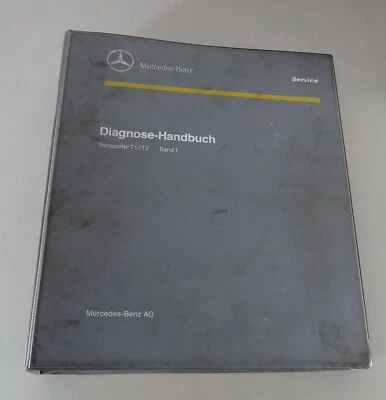 Mercedes-Benz
Service
Diagnose-Handbuch
Transporter T1/T2 Band 1
Mercedes-Benz AG